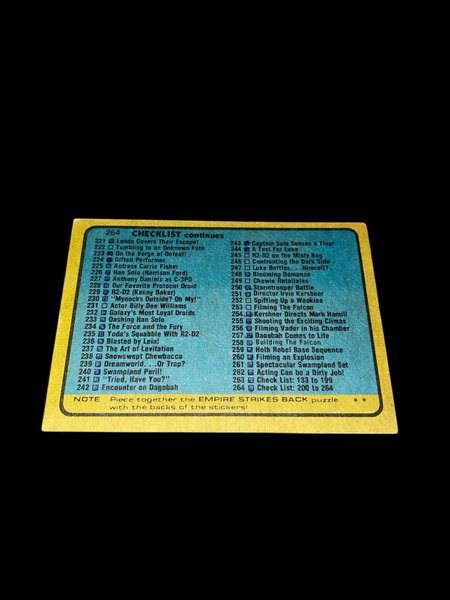 264 CHECKLIST continues
221 Lando Covers Their Escape!
222 Tumbling to an Unknown Fate
223 On the Verge of Defeat!
224 Gifted Performer
225 Actress Carrie Fisher
226 Han Solo (Harrison Ford)
227 Anthony Daniels as C-3PO
228 Our Favorite Protocol Droid
229 R2-D2 (Kenny Baker)
230 "Mynocks Outside? Oh My!"
231 Actor Billy Dee Williams
232 Galaxy's Most Loyal Droids
233 Dashing Han Solo
234 The Force and the Fury
235 Yoda's Squabble With R2-D2
236 Blasted by Leia!
237 The Art of Levitation
238 Snowswept Chewbacca
239 Dreamworld... Or Trap?
240 Swampland Peril!
241 "Tried, Have You?"
242 Encounter on Dagobah
243 Captain Solo Senses a Trap!
244 A Test For Luke
245 R2-D2 on the Misty Bog
246 Confronting the Dark Side
247 Luke Battles... Himself?
248 Blooming Romance
249 Chewie Retaliates
250 Stormtrooper Battle
251 Director Irvin Kershner
252 Spiffing Up a Wookiee
253 Filming The Falcon
254 Kershner Directs Mark Hamill
255 Shooting the Exciting Climax
256 Filming Vader in his Chamber
257 Dagobah Comes to Life
258 Building The Falcon
259 Hoth Rebel Base Sequence
260 Filming an Explosion
261 Spectacular Swampland Set
262 Acting Can be a Dirty Job!
263 Check List: 133 to 199
264 Check List: 200 to 264
NOTE Piece together the EMPIRE STRIKES BACK puzzle
with the backs of the stickers!
**